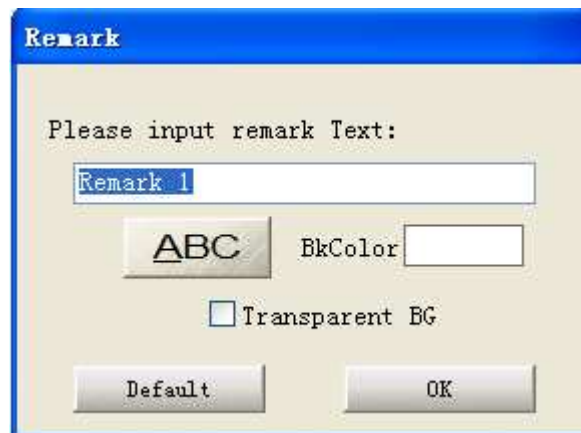 Remark
Please input remark Text:
Remark 1
ABC BkColor
Transparent BG
Default OK